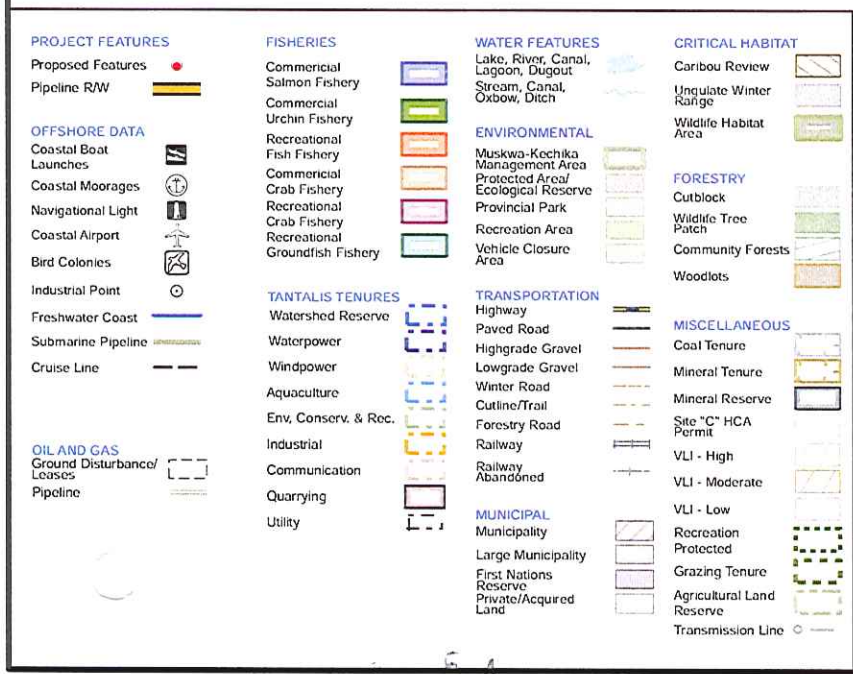 PROJECT FEATURES
Proposed Features
Pipeline R/W
OFFSHORE DATA
Coastal Boat
Launches
Coastal Moorages
Navigational Light
Coastal Airport
Bird Colonies
Industrial Point
Freshwater Coast
Submarine Pipeline
Cruise Line
OIL AND GAS
Ground Disturbance/
Leases
Pipeline
FISHERIES
Commericial
Salmon Fishery
Commercial
Urchin Fishery
Recreational
Fish Fishery
Commercial
Crab Fishery
Recreational
Crab Fishery
Recreational
Groundfish Fishery
TANTALIS TENURES
Watershed Reserve
Waterpower
Windpower
Aquaculture
Env, Conserv. & Rec.
Industrial
Communication
Quarrying
Utility
WATER FEATURES
Lake, River, Canal,
Lagoon, Dugout
Stream, Canal,
Oxbow, Ditch
ENVIRONMENTAL
Muskwa-Kechika
Management Area
Protected Area/
Ecological Reserve
Provincial Park
Recreation Area
Vehicle Closure
Area
TRANSPORTATION
Highway
Paved Road
Highgrade Gravel
Lowgrade Gravel
Winter Road
Cutline/Trail
Forestry Road
Railway
Railway
Abandoned
MUNICIPAL
Municipality
Large Municipality
First Nations
Reserve
Private/Acquired
Land
CRITICAL HABITAT
Caribou Review
Ungulate Winter
Range
Wildlife Habitat
Area
FORESTRY
Cutblock
Wildlife Tree
Patch
Community Forests
Woodlots
MISCELLANEOUS
Coal Tenure
Mineral Tenure
Mineral Reserve
Site "C" HCA
Permit
VLI - High
VLI - Moderate
VLI - Low
Recreation
Protected
Grazing Tenure
Agricultural Land
Reserve
Transmission Line